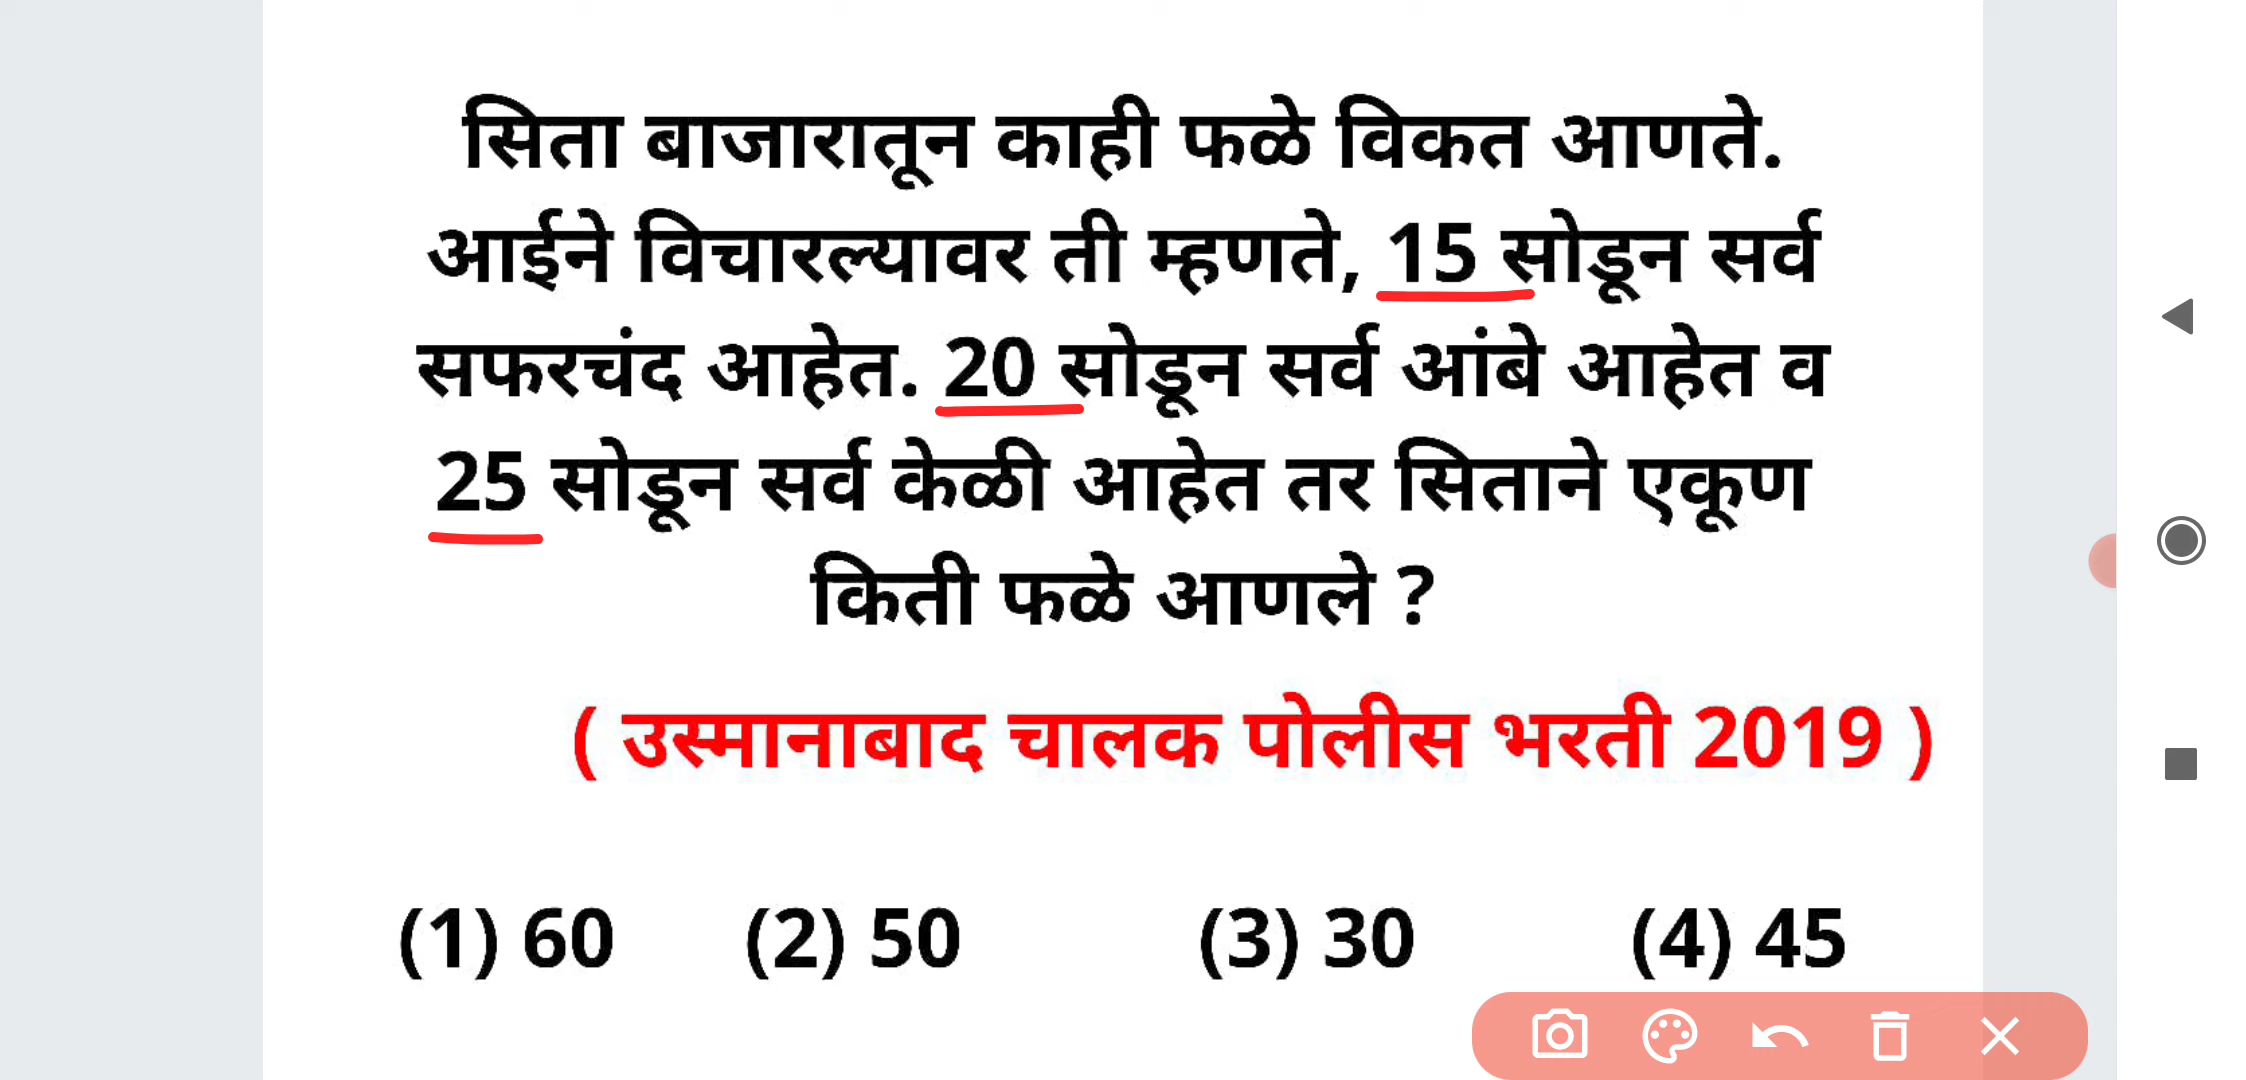 सिता बाजारातून काही फळे विकत आणते.
आईने विचारल्यावर ती म्हणते, 15 सोडून सर्व
सफरचंद आहेत. 20 सोडून सर्व आंबे आहेत व
25 सोडून सर्व केळी आहेत तर सिताने एकूण
किती फळे आणले ?
( उस्मानाबाद चालक पोलीस भरती 2019 )
(1) 60 (2) 50 (3) 30 (4) 45